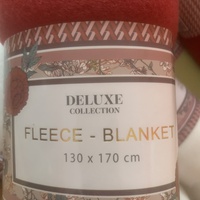 DELUXE
COLLECTION
FLEECE - BLANKET
130 x 170 cm